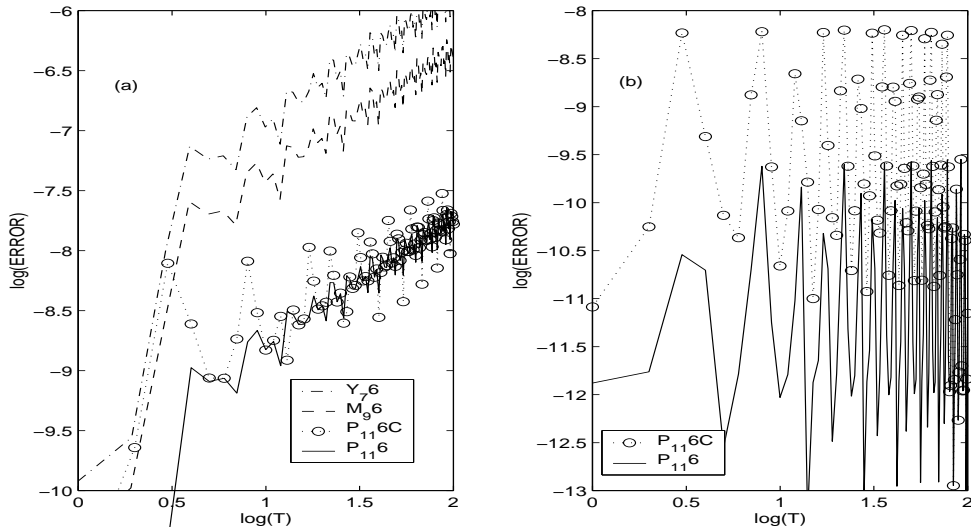 −6
−6.5
−7
−7.5
−8
−8.5
−9
−9.5
−10
log(ERROR)
(a)
Y₇6
M₉6
P₁₁6C
P₁₁6
0
0.5
1
1.5
2
log(T)
−8
−8.5
−9
−9.5
−10
−10.5
−11
−11.5
−12
−12.5
−13
log(ERROR)
(b)
P₁₁6C
P₁₁6
0
0.5
1
1.5
2
log(T)